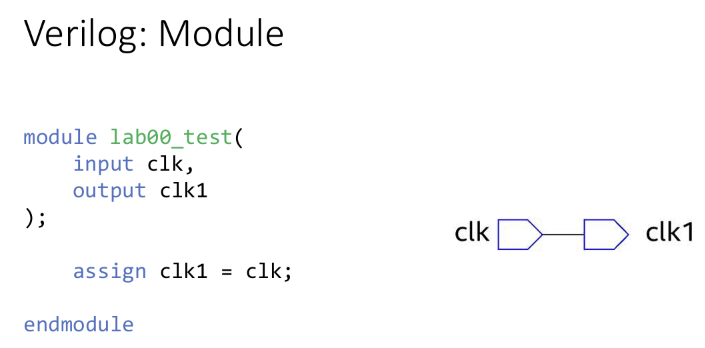 Verilog: Module
module lab00_test(
    input clk,
    output clk1
);
    assign clk1 = clk;
endmodule
clk
clk1